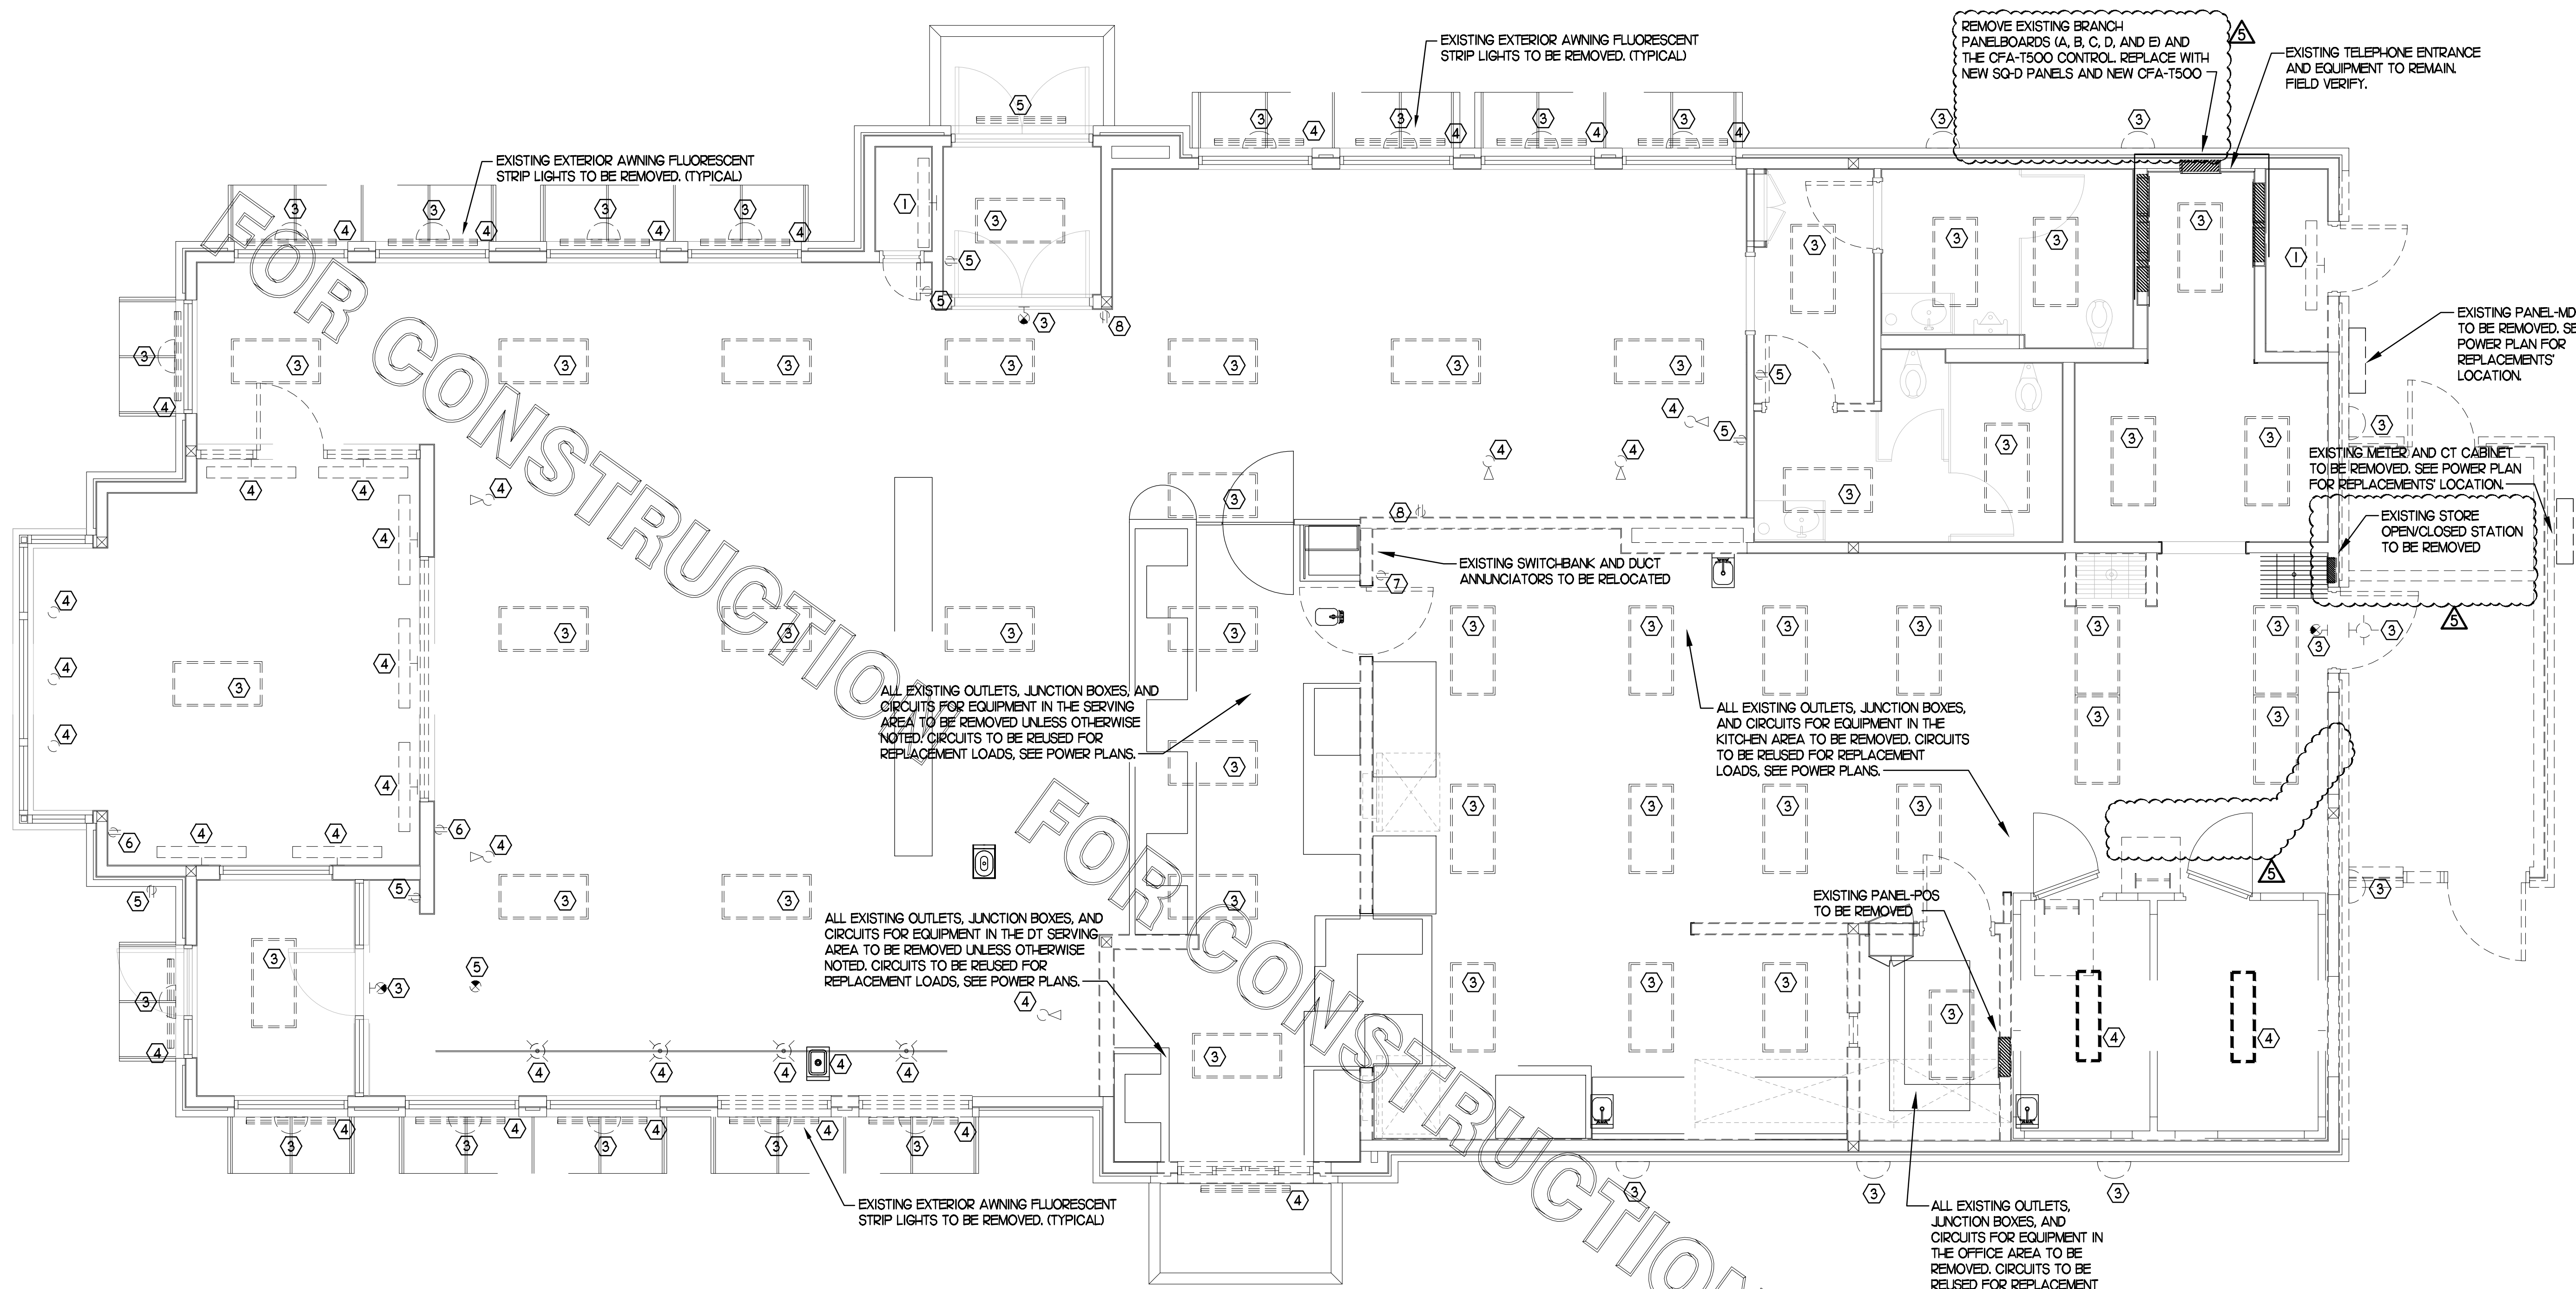 EXISTING EXTERIOR AWNING FLUORESCENT
STRIP LIGHTS TO BE REMOVED. (TYPICAL)
REMOVE EXISTING BRANCH
PANELBOARDS (A, B, C, D, AND E) AND
THE CFA-T500 CONTROL. REPLACE WITH
NEW SQ-D PANELS AND NEW CFA-T500
5
EXISTING TELEPHONE ENTRANCE
AND EQUIPMENT TO REMAIN.
FIELD VERIFY.
EXISTING EXTERIOR AWNING FLUORESCENT
STRIP LIGHTS TO BE REMOVED. (TYPICAL)
FOR CONSTRUCTION
EXISTING PANEL-MD
TO BE REMOVED. SE
POWER PLAN FOR
REPLACEMENTS'
LOCATION.
EXISTING METER AND CT CABINET
TO BE REMOVED. SEE POWER PLAN
FOR REPLACEMENTS' LOCATION.
EXISTING STORE
OPEN/CLOSED STATION
TO BE REMOVED
5
EXISTING SWITCHBANK AND DUCT
ANNUNCIATORS TO BE RELOCATED
ALL EXISTING OUTLETS, JUNCTION BOXES, AND
CIRCUITS FOR EQUIPMENT IN THE SERVING
AREA TO BE REMOVED UNLESS OTHERWISE
NOTED. CIRCUITS TO BE REUSED FOR
REPLACEMENT LOADS, SEE POWER PLANS.
ALL EXISTING OUTLETS, JUNCTION BOXES,
AND CIRCUITS FOR EQUIPMENT IN THE
KITCHEN AREA TO BE REMOVED. CIRCUITS
TO BE REUSED FOR REPLACEMENT
LOADS, SEE POWER PLANS.
FOR CONSTRUCTION
5
EXISTING PANEL-POS
TO BE REMOVED
ALL EXISTING OUTLETS, JUNCTION BOXES, AND
CIRCUITS FOR EQUIPMENT IN THE DT SERVING
AREA TO BE REMOVED UNLESS OTHERWISE
NOTED. CIRCUITS TO BE REUSED FOR
REPLACEMENT LOADS, SEE POWER PLANS.
EXISTING EXTERIOR AWNING FLUORESCENT
STRIP LIGHTS TO BE REMOVED. (TYPICAL)
ALL EXISTING OUTLETS,
JUNCTION BOXES, AND
CIRCUITS FOR EQUIPMENT IN
THE OFFICE AREA TO BE
REMOVED. CIRCUITS TO BE
REUSED FOR REPLACEMENT